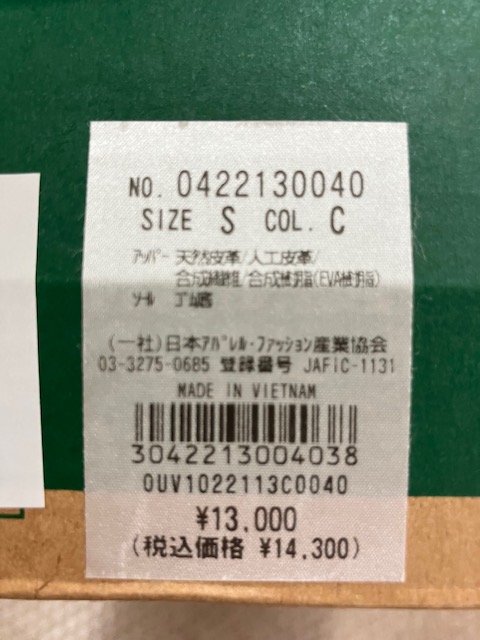 NO. 0422130040
SIZE S COL. C
ｱｯﾊﾟｰ 天然皮革/人工皮革/
合成繊維/合成樹脂(EVA樹脂)
ｿｰﾙ ｺﾞﾑ底
(一社)日本ｱﾊﾟﾚﾙ･ﾌｧｯｼｮﾝ産業協会
03-3275-0685 登録番号 JAFIC-1131
MADE IN VIETNAM
3042213004038
0UV1022113C0040
¥13,000
(税込価格 ¥14,300)